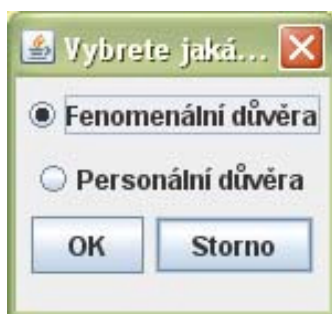 Vybrete jaká...
Fenomenální důvěra
Personální důvěra
OK Storno